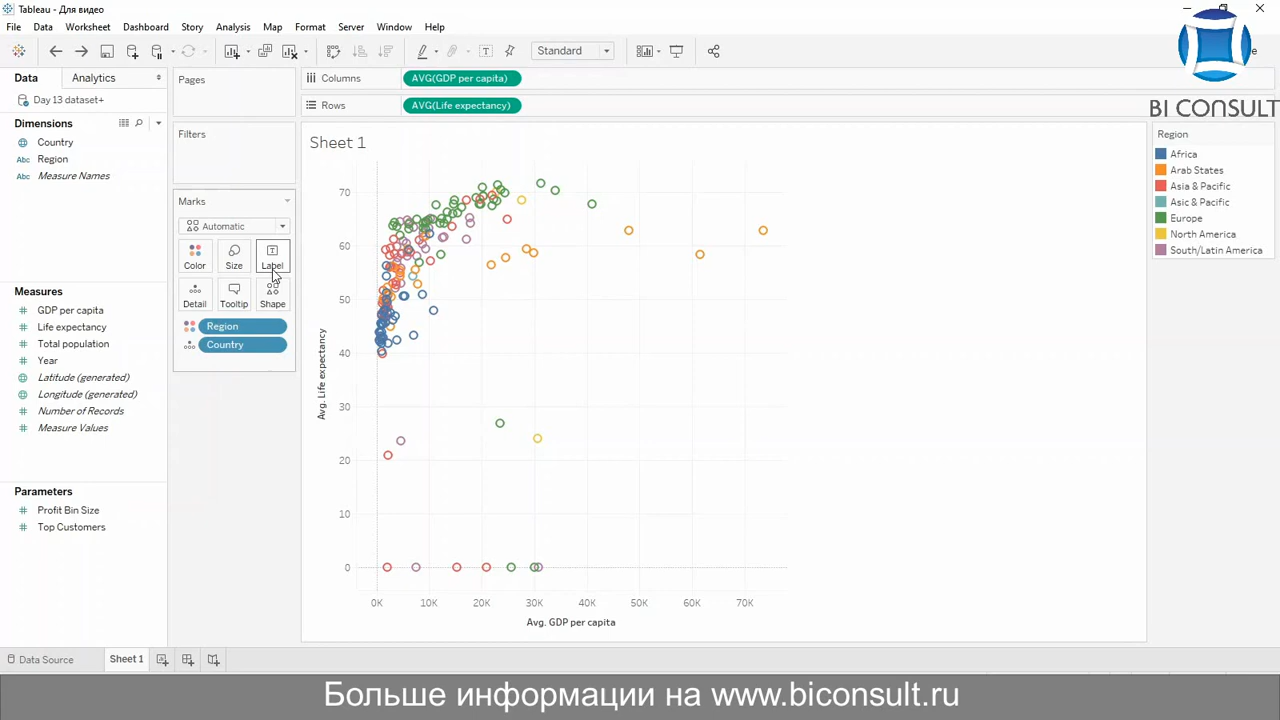 Tableau - Для видео
File Data Worksheet Dashboard Story Analysis Map Format Server Window Help
Standard
Data Analytics
Day 13 dataset+
Dimensions
Country
Abc Region
Abc Measure Names
Measures
GDP per capita
Life expectancy
Total population
Year
Latitude (generated)
Longitude (generated)
Number of Records
Measure Values
Parameters
Profit Bin Size
Top Customers
Pages
Filters
Marks
Automatic
Color Size Label
Detail Tooltip Shape
Region
Country
Columns AVG(GDP per capita)
Rows AVG(Life expectancy)
Sheet 1
Avg. Life expectancy
70
60
50
40
30
20
10
0
0K 10K 20K 30K 40K 50K 60K 70K
Avg. GDP per capita
BI CONSULT
Region
Africa
Arab States
Asia & Pacific
Asic & Pacific
Europe
North America
South/Latin America
Data Source Sheet 1
Больше информации на www.biconsult.ru